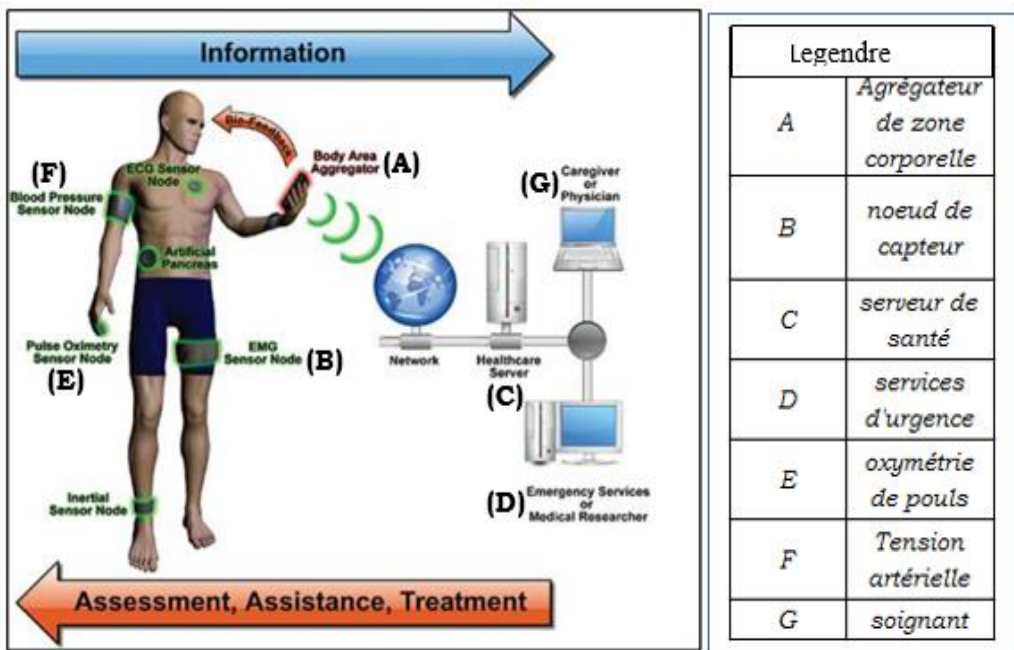 Information
Bio-Feedback
Body Area
Aggregator
(A)
ECG Sensor
Node
(F)
Blood Pressure
Sensor Node
Artificial
Pancreas
(G)
Caregiver
or
Physician
Pulse Oximetry
Sensor Node
(E)
EMG
Sensor Node
(B)
Network
Healthcare
Server
(C)
Inertial
Sensor Node
(D)
Emergency Services
or
Medical Researcher
Assessment, Assistance, Treatment
Legendre
A
Agrégateur
de zone
corporelle
B
noeud de
capteur
C
serveur de
santé
D
services
d'urgence
E
oxymétrie
de pouls
F
Tension
artérielle
G
soignant